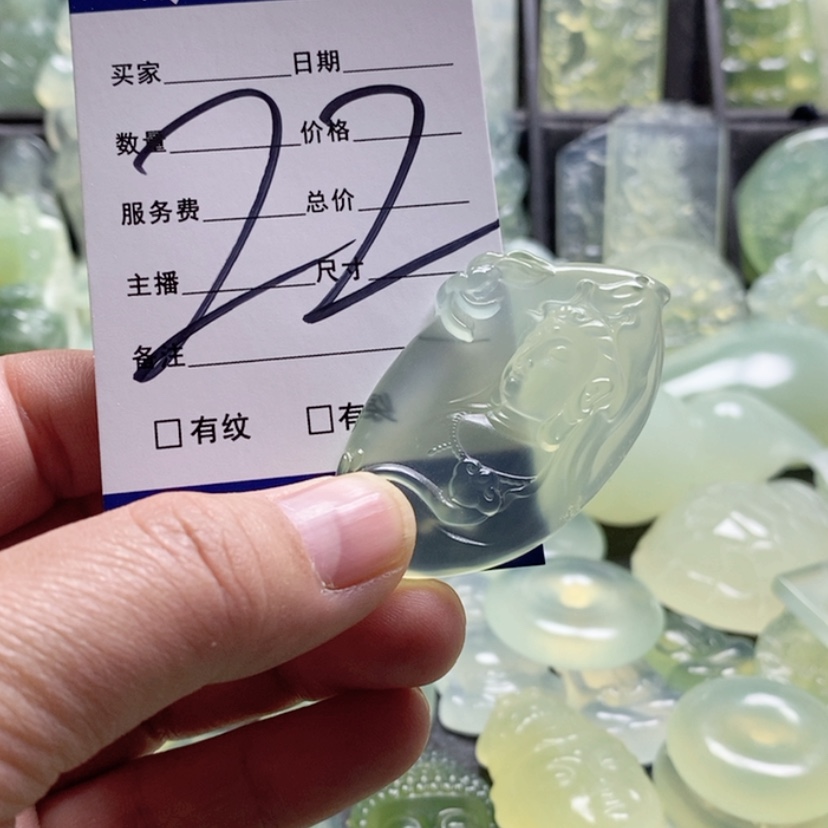 买家 日期
数量 价格
服务费 总价
主播 尺寸
备注
□有纹 □有
22